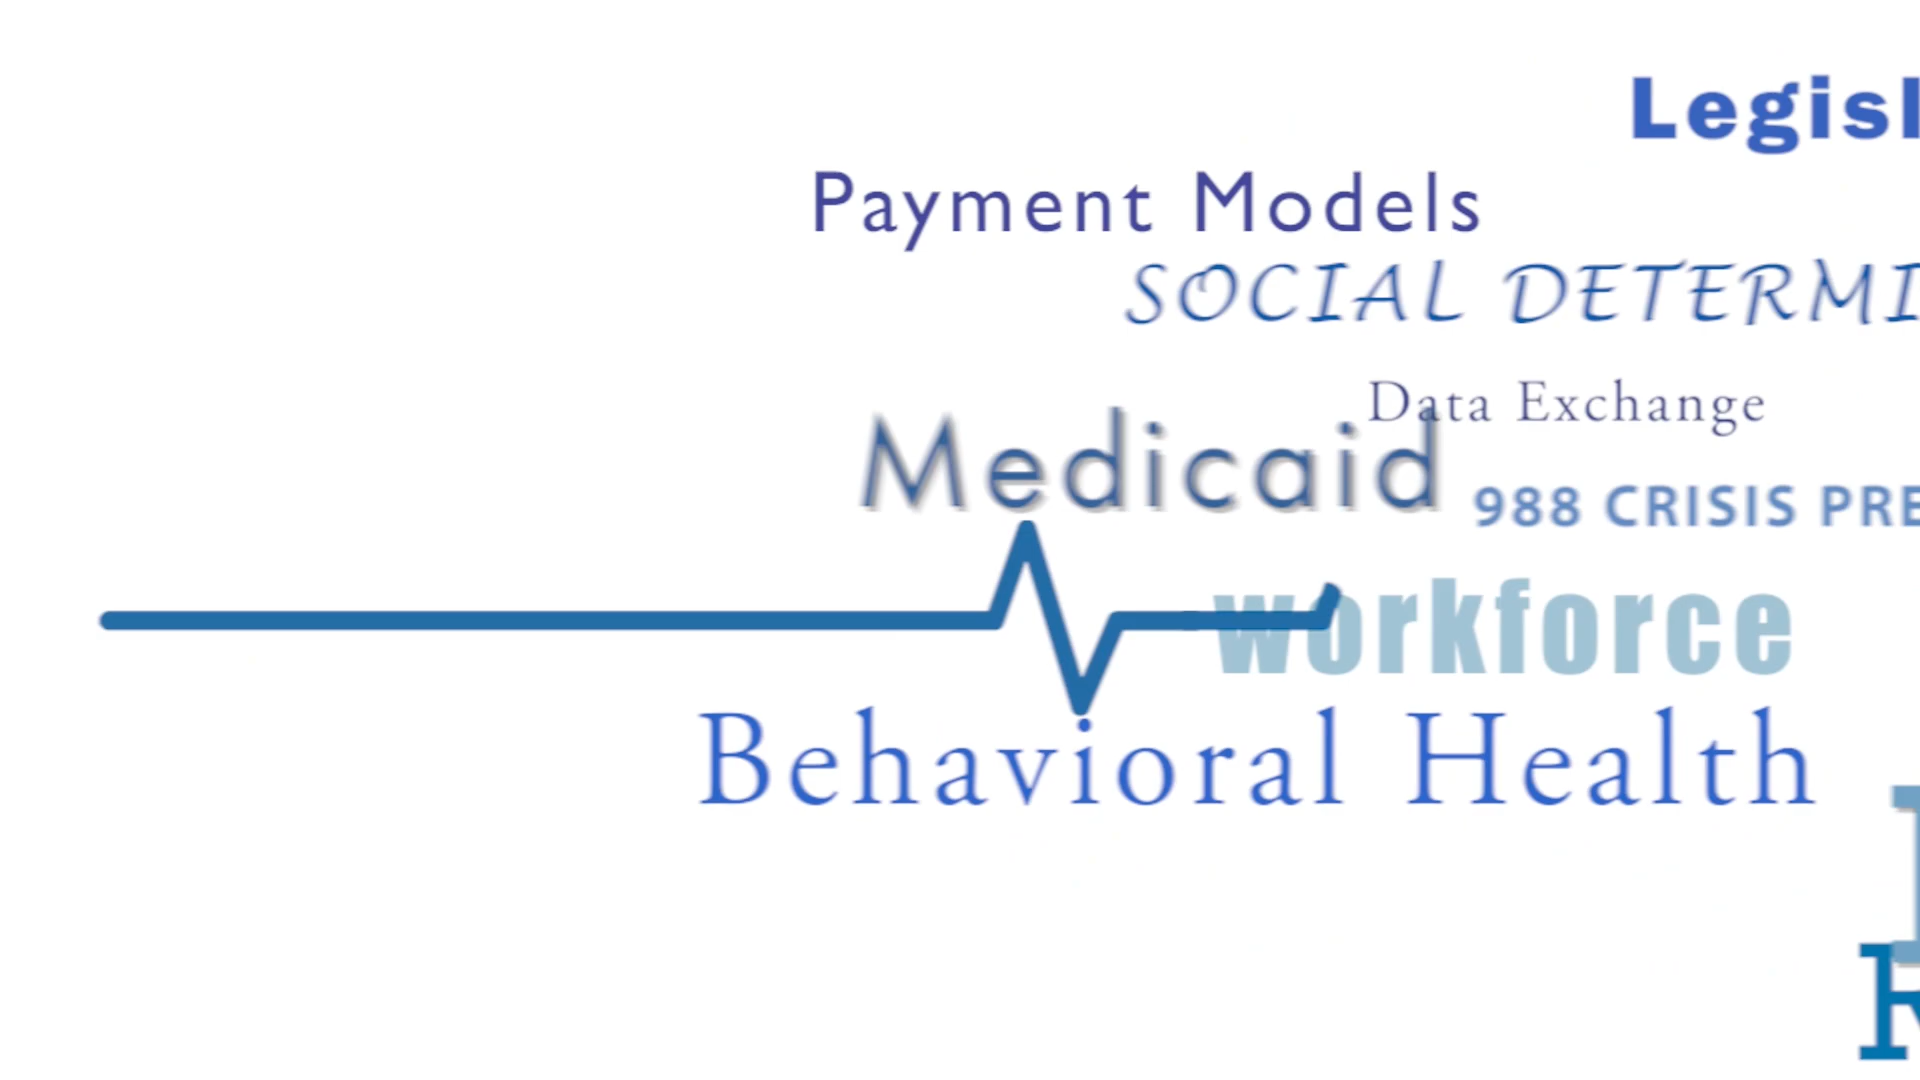 Legisl
Payment Models
SOCIAL DETERMI
Data Exchange
Medicaid
988 CRISIS PRE
workforce
Behavioral Health
R